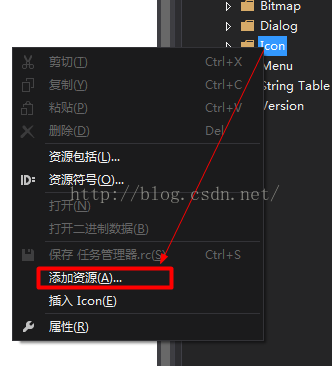 Bitmap
Dialog
Icon
Menu
String Table
Version
剪切(T) Ctrl+X
复制(Y) Ctrl+C
粘贴(P) Ctrl+V
删除(D) Del
资源包括(L)...
ID= 资源符号(O)...
打开(N)
打开二进制数据(B)
保存 任务管理器.rc(S) Ctrl+S
添加资源(A)...
插入 Icon(E)
属性(R)
http://blog.csdn.net/